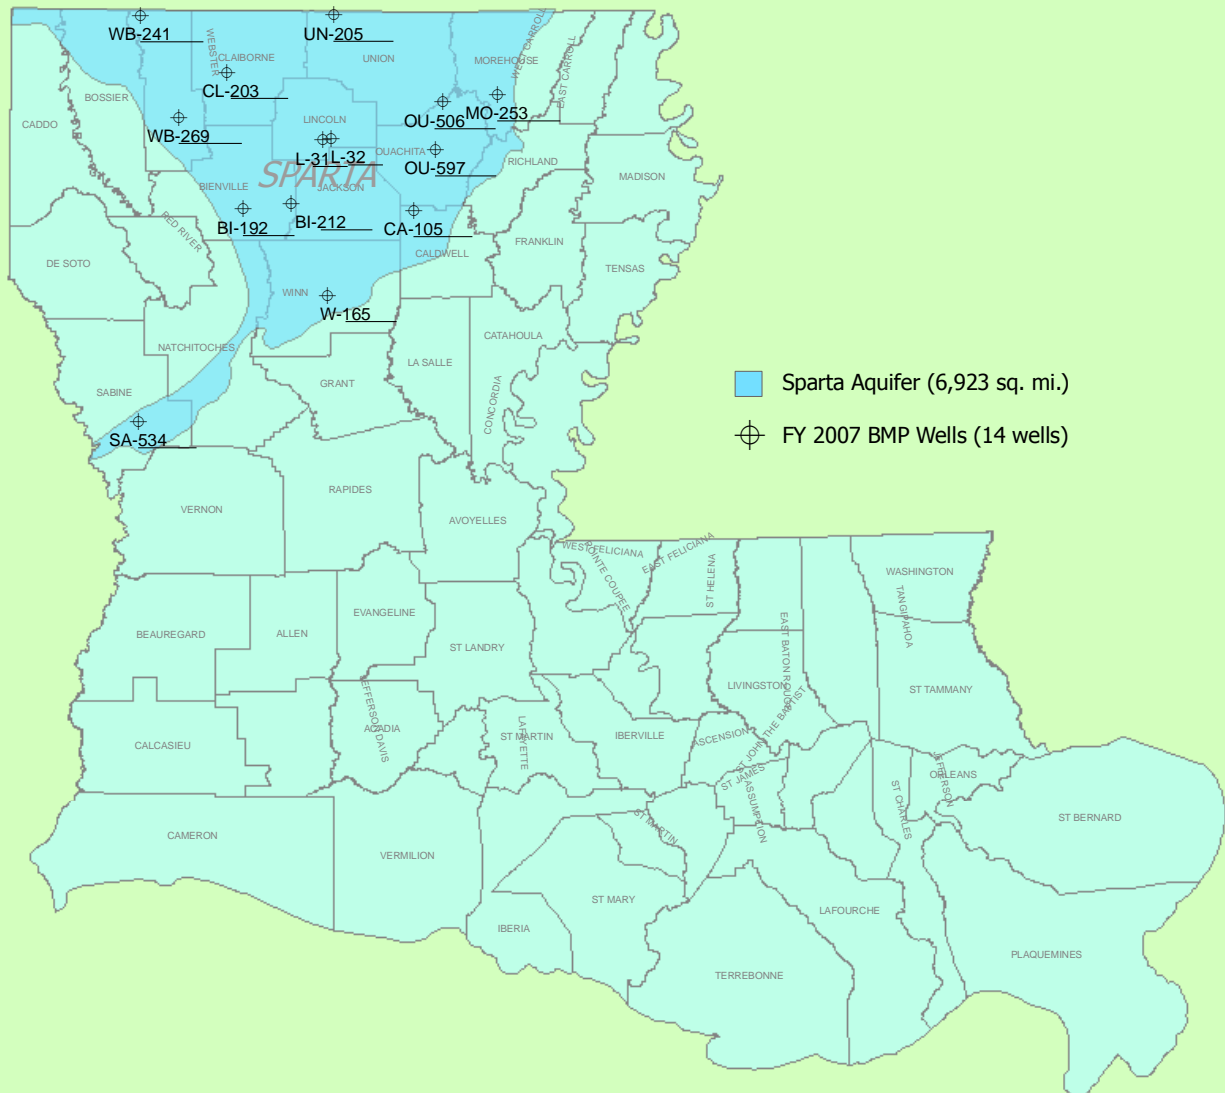 WB-241
UN-205
WEBSTER
CLAIBORNE
UNION
MOREHOUSE
WEST CARROLL
EAST CARROLL
CL-203
BOSSIER
CADDO
LINCOLN
OU-506
MO-253
WB-269
L-31
L-32
OUACHITA
OU-597
RICHLAND
MADISON
SPARTA
BIENVILLE
JACKSON
BI-192
BI-212
CA-105
RED RIVER
FRANKLIN
CALDWELL
DE SOTO
TENSAS
WINN
W-165
NATCHITOCHES
CATAHOULA
LA SALLE
GRANT
SABINE
CONCORDIA
Sparta Aquifer (6,923 sq. mi.)
SA-534
FY 2007 BMP Wells (14 wells)
RAPIDES
VERNON
AVOYELLES
WEST FELICIANA
EAST FELICIANA
POINTE COUPEE
ST HELENA
WASHINGTON
TANGIPAHOA
EVANGELINE
BEAUREGARD
ALLEN
EAST BATON ROUGE
ST LANDRY
LIVINGSTON
ST TAMMANY
JEFFERSON DAVIS
ACADIA
LAFAYETTE
ST MARTIN
IBERVILLE
ASCENSION
ST JOHN THE BAPTIST
CALCASIEU
ST JAMES
ASSUMPTION
ST CHARLES
JEFFERSON
ORLEANS
ST BERNARD
ST MARTIN
CAMERON
VERMILION
ST MARY
LAFOURCHE
IBERIA
PLAQUEMINES
TERREBONNE